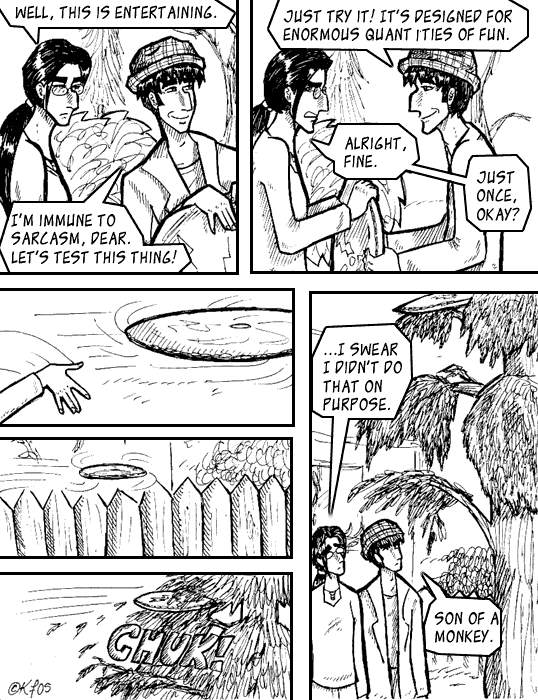 WELL, THIS IS ENTERTAINING.
I'M IMMUNE TO
SARCASM, DEAR.
LET'S TEST THIS THING!
JUST TRY IT! IT'S DESIGNED FOR
ENORMOUS QUANTITIES OF FUN.
ALRIGHT,
FINE.
JUST
ONCE,
OKAY?
CHUK!
©KJ05
...I SWEAR
I DIDN'T DO
THAT ON
PURPOSE.
SON OF A
MONKEY.